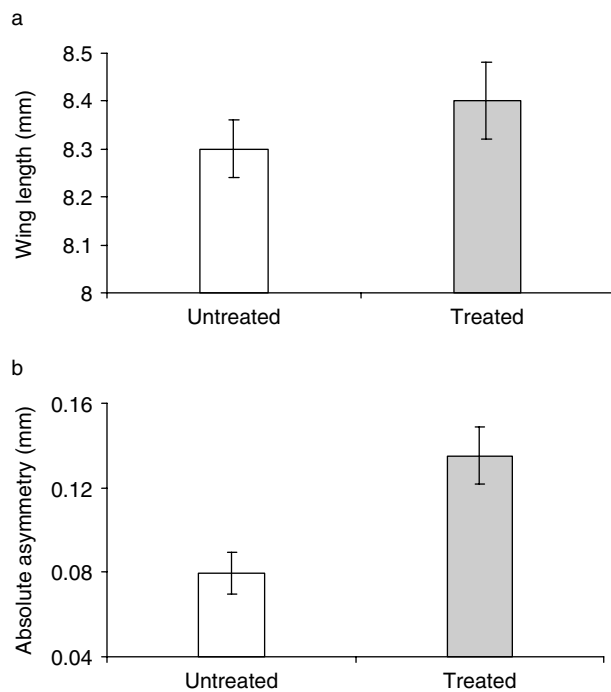 a
Wing length (mm)
8.5
8.4
8.3
8.2
8.1
8
Untreated Treated
b
Absolute asymmetry (mm)
0.16
0.12
0.08
0.04
Untreated Treated